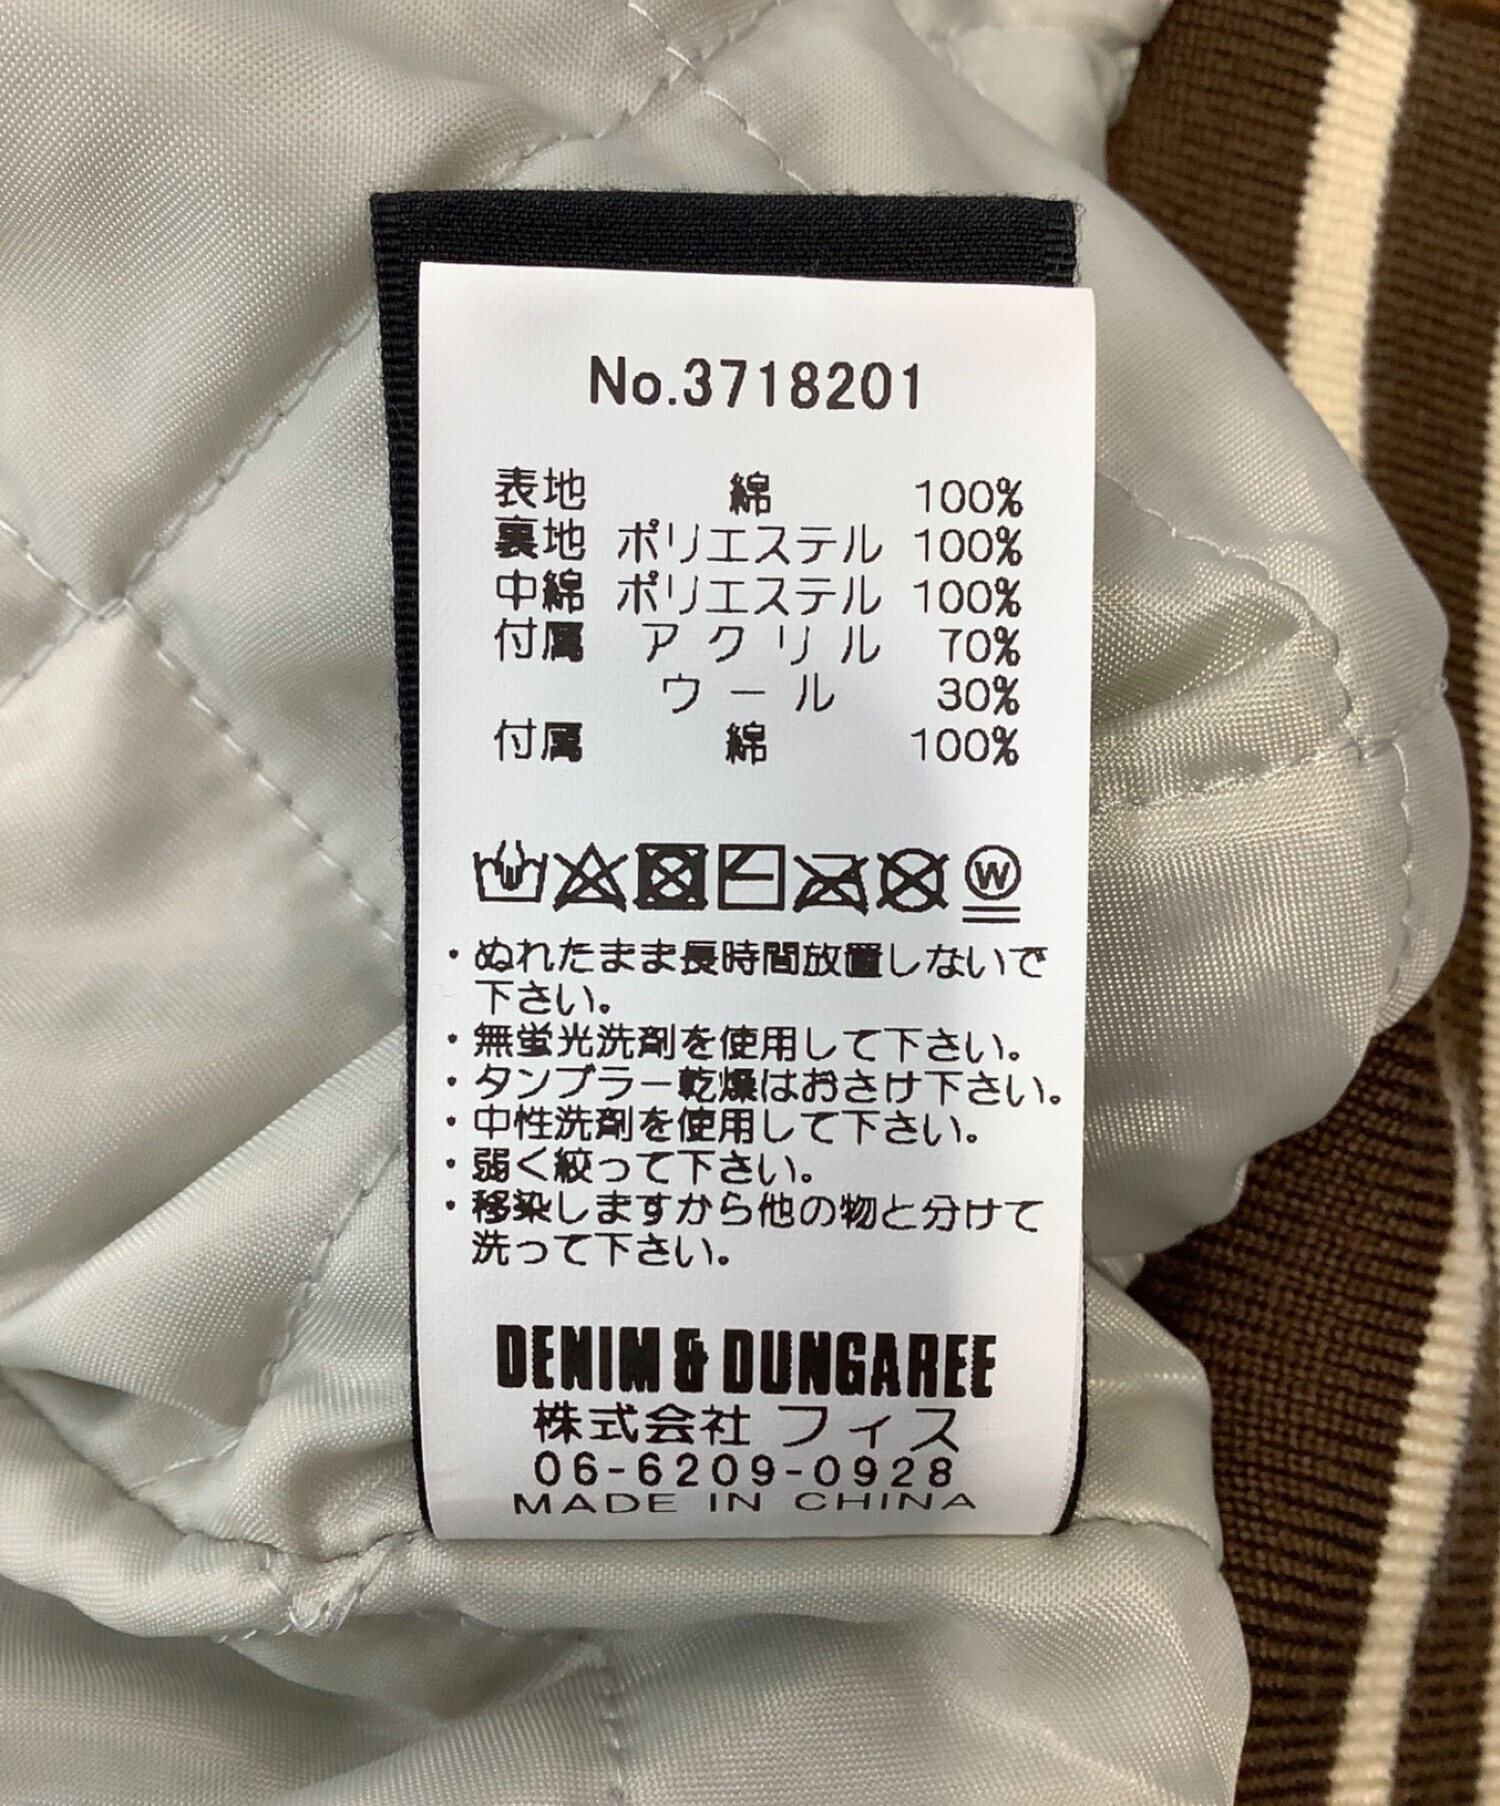 No.3718201
表地 綿 100%
裏地 ポリエステル 100%
中綿 ポリエステル 100%
付属 アクリル 70%
ウール 30%
付属 綿 100%
W
・ぬれたまま長時間放置しないで
下さい。
・無蛍光洗剤を使用して下さい。
・タンブラー乾燥はおさけ下さい。
・中性洗剤を使用して下さい。
・弱く絞って下さい。
・移染しますから他の物と分けて
洗って下さい。
DENIM & DUNGAREE
株式会社 フィス
06-6209-0928
MADE IN CHINA